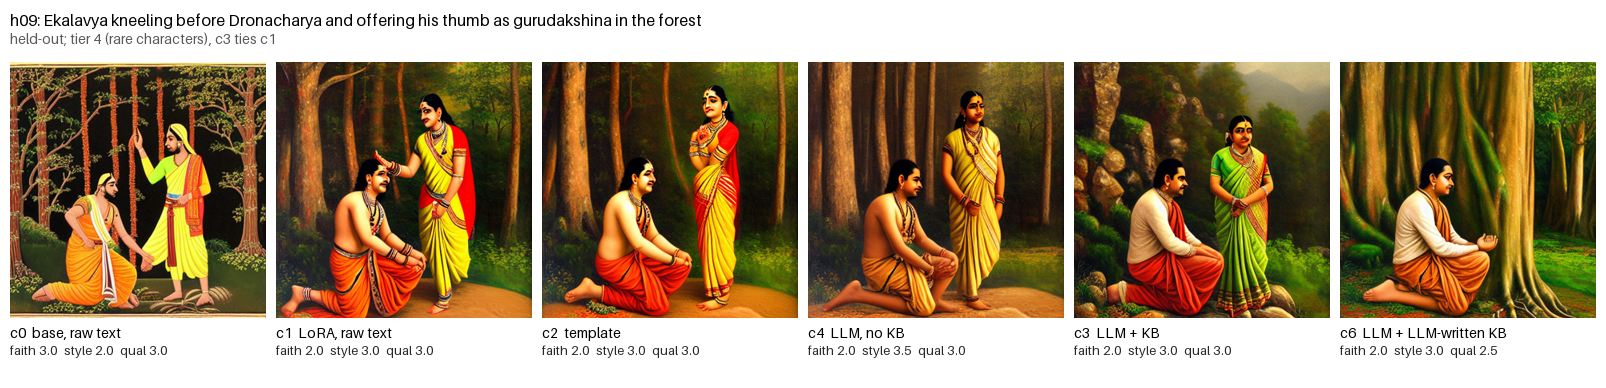 h09: Ekalavya kneeling before Dronacharya and offering his thumb as gurudakshina in the forest
held-out; tier 4 (rare characters), c3 ties c1
c0 base, raw text
faith 3.0 style 2.0 qual 3.0
c1 LoRA, raw text
faith 2.0 style 3.0 qual 3.0
c2 template
faith 2.0 style 3.0 qual 3.0
c4 LLM, no KB
faith 2.0 style 3.5 qual 3.0
c3 LLM + KB
faith 2.0 style 3.0 qual 3.0
c6 LLM + LLM-written KB
faith 2.0 style 3.0 qual 2.5